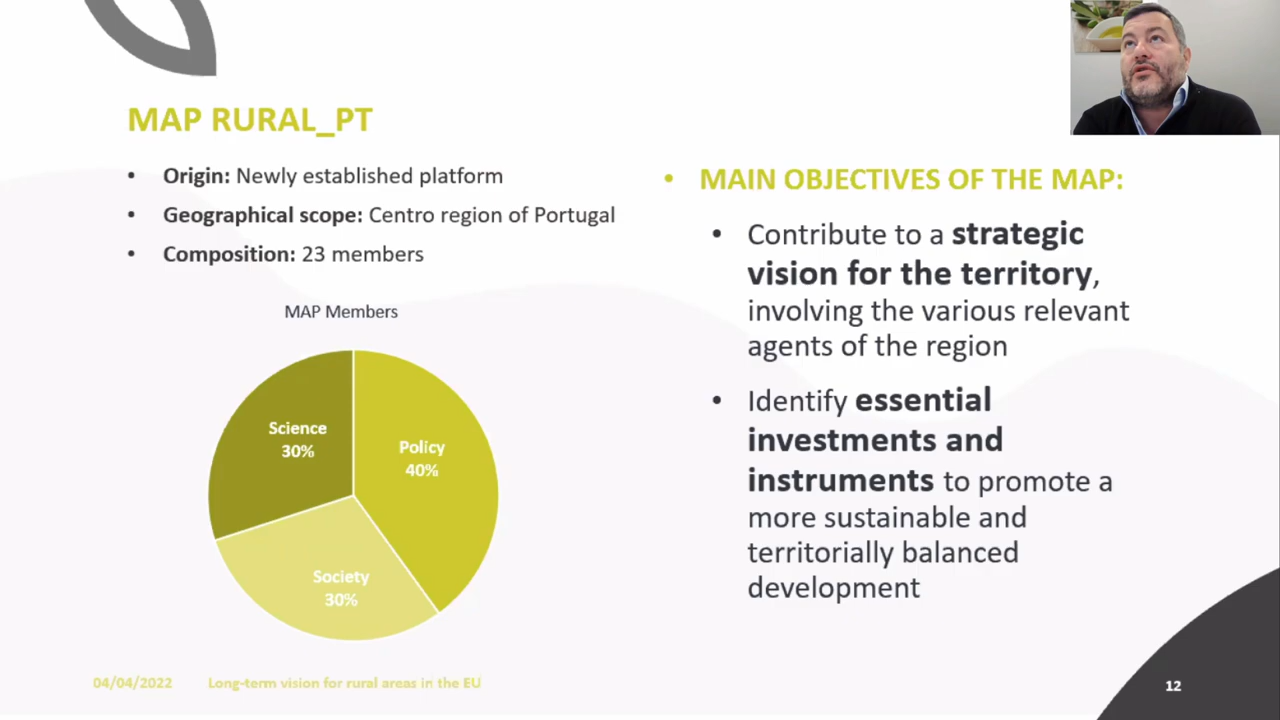 MAP RURAL_PT
• Origin: Newly established platform
• Geographical scope: Centro region of Portugal
• Composition: 23 members
MAP Members
Science
30%
Policy
40%
Society
30%
• MAIN OBJECTIVES OF THE MAP:
• Contribute to a strategic
vision for the territory,
involving the various relevant
agents of the region
• Identify essential
investments and
instruments to promote a
more sustainable and
territorially balanced
development
04/04/2022
Long-term vision for rural areas in the EU
12